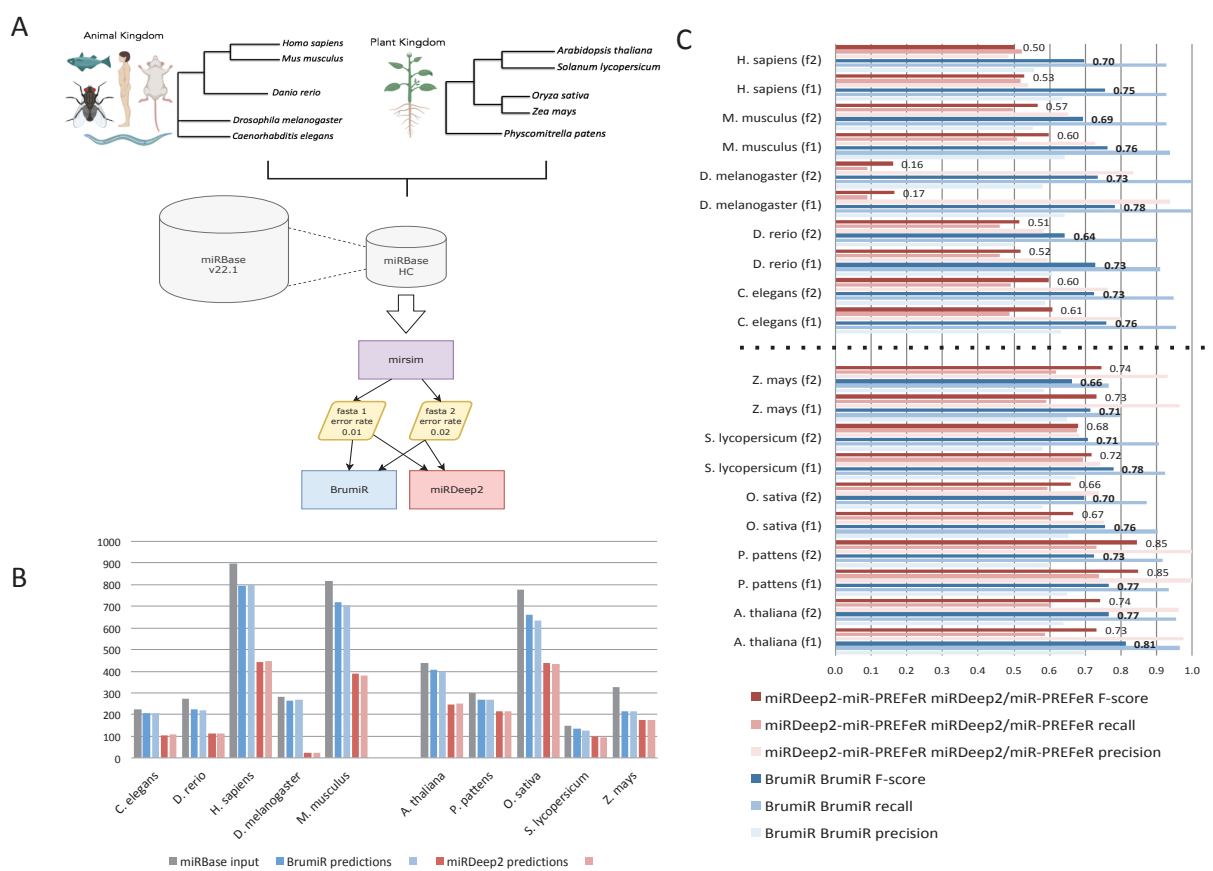 A
Animal Kingdom
Homo sapiens
Mus musculus
Danio rerio
Drosophila melanogaster
Caenorhabditis elegans
Plant Kingdom
Arabidopsis thaliana
Solanum lycopersicum
Oryza sativa
Zea mays
Physcomitrella patens
miRBase
v22.1
miRBase
HC
mirsim
fasta 1
error rate
0.01
fasta 2
error rate
0.02
BrumiR
miRDeep2
B
1000
900
800
700
600
500
400
300
200
100
0
C. elegans
D. rerio
H. sapiens
D. melanogaster
M. musculus
A. thaliana
P. pattens
O. sativa
S. lycopersicum
Z. mays
miRBase input
BrumiR predictions
miRDeep2 predictions
C
0.50
H. sapiens (f2)
0.70
0.53
H. sapiens (f1)
0.75
0.57
M. musculus (f2)
0.69
0.60
M. musculus (f1)
0.76
0.16
D. melanogaster (f2)
0.73
0.17
D. melanogaster (f1)
0.78
0.51
D. rerio (f2)
0.64
0.52
D. rerio (f1)
0.73
0.60
C. elegans (f2)
0.73
0.61
C. elegans (f1)
0.76
0.74
Z. mays (f2)
0.66
0.73
Z. mays (f1)
0.71
0.68
S. lycopersicum (f2)
0.71
0.72
S. lycopersicum (f1)
0.78
0.66
O. sativa (f2)
0.70
0.67
O. sativa (f1)
0.76
0.85
P. pattens (f2)
0.73
0.85
P. pattens (f1)
0.77
0.74
A. thaliana (f2)
0.77
0.73
A. thaliana (f1)
0.81
0.0 0.1 0.2 0.3 0.4 0.5 0.6 0.7 0.8 0.9 1.0
miRDeep2-miR-PREFeR miRDeep2/miR-PREFeR F-score
miRDeep2-miR-PREFeR miRDeep2/miR-PREFeR recall
miRDeep2-miR-PREFeR miRDeep2/miR-PREFeR precision
BrumiR BrumiR F-score
BrumiR BrumiR recall
BrumiR BrumiR precision